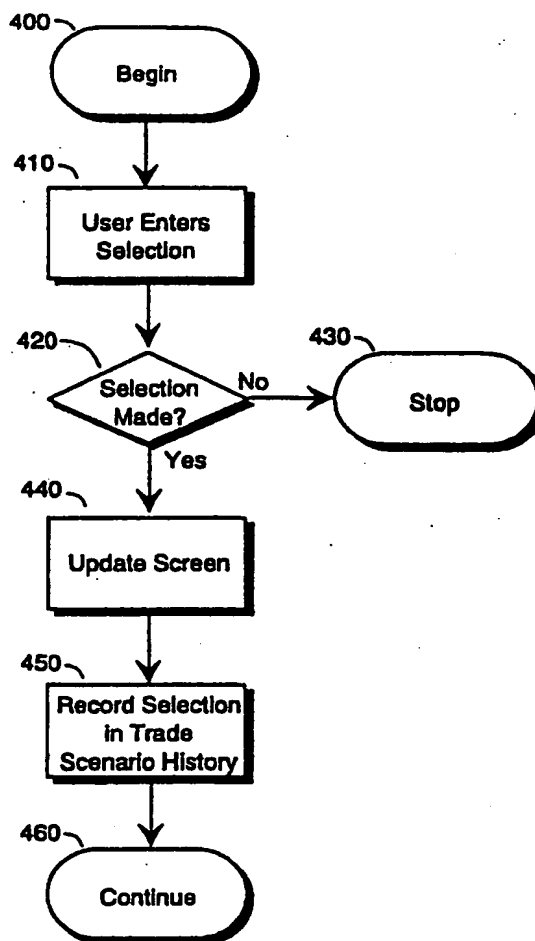 400
Begin
410
User Enters
Selection
420
Selection
Made?
No
430
Stop
Yes
440
Update Screen
450
Record Selection
in Trade
Scenario History
460
Continue